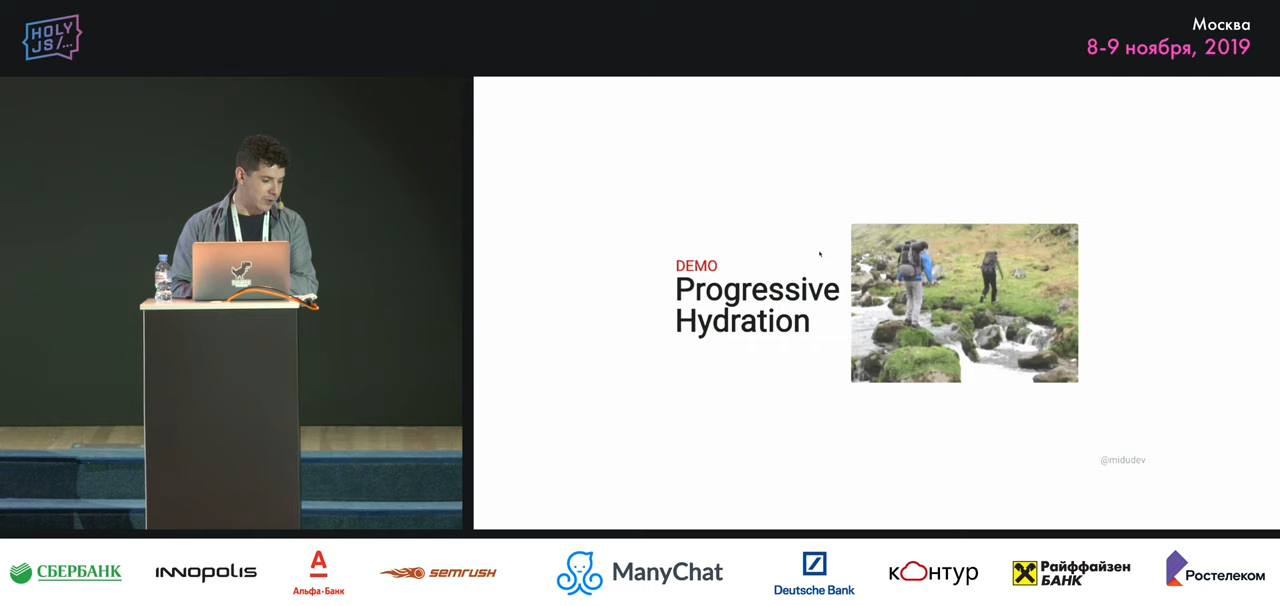 HOLY
JS/...
Москва
8-9 ноября, 2019
DEMO
Progressive
Hydration
@midudev
СБЕРБАНК
INNOPOLIS
Альфа·Банк
semrush
ManyChat
Deutsche Bank
контур
Райффайзен
БАНК
Ростелеком